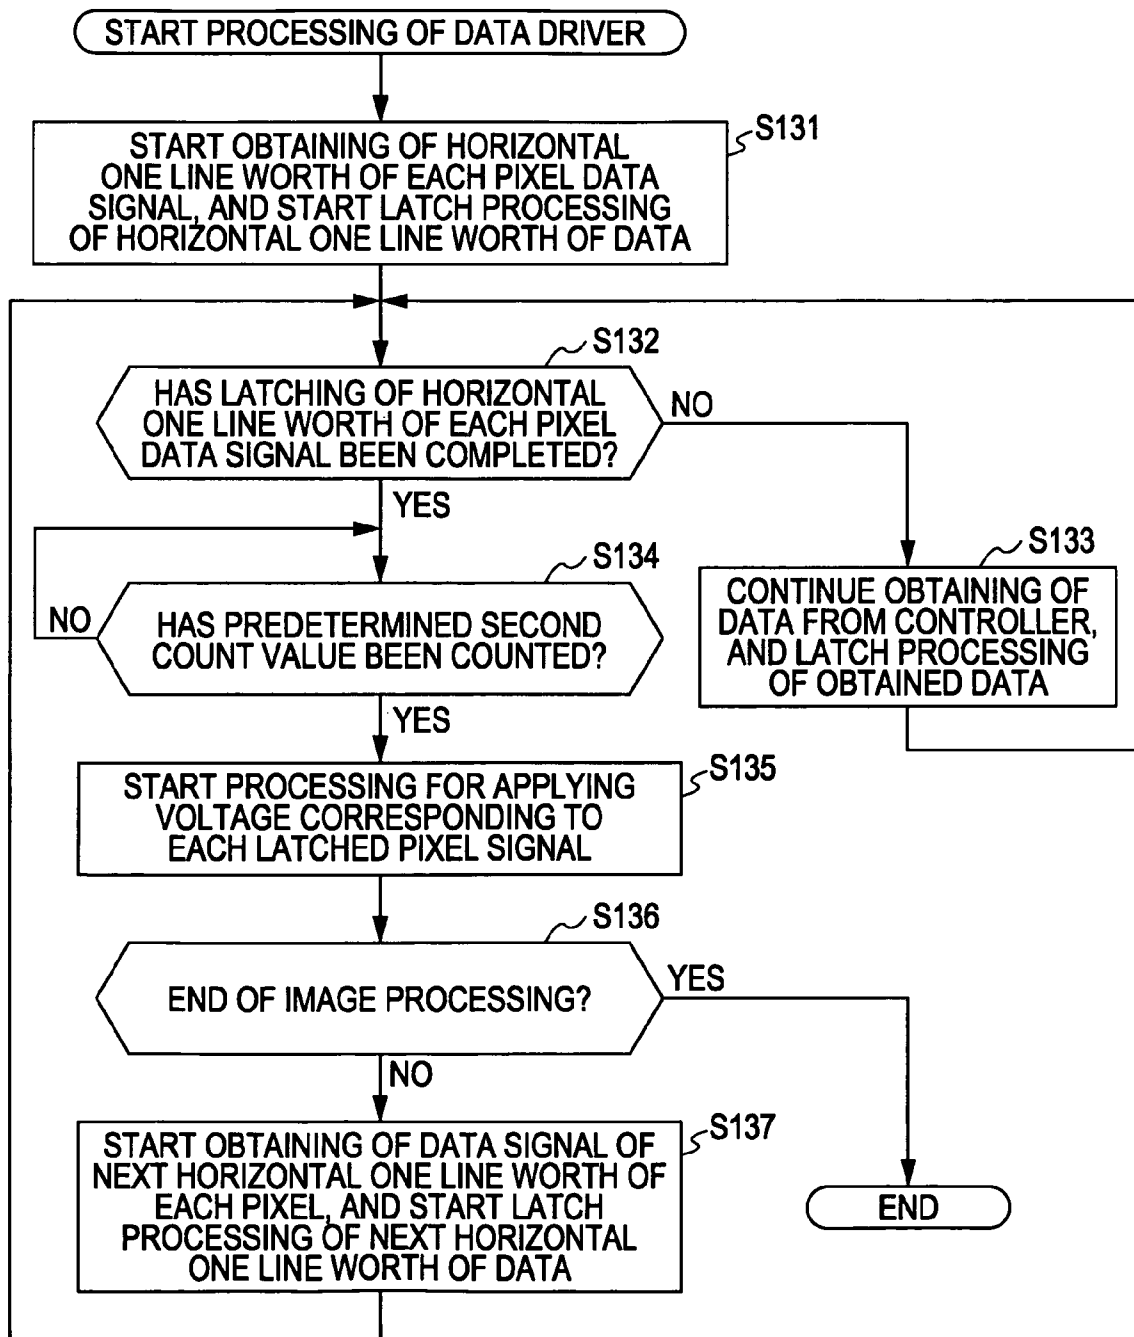 START PROCESSING OF DATA DRIVER
S131
START OBTAINING OF HORIZONTAL
ONE LINE WORTH OF EACH PIXEL DATA
SIGNAL, AND START LATCH PROCESSING
OF HORIZONTAL ONE LINE WORTH OF DATA
S132
HAS LATCHING OF HORIZONTAL
ONE LINE WORTH OF EACH PIXEL
DATA SIGNAL BEEN COMPLETED?
NO
YES
S133
CONTINUE OBTAINING OF
DATA FROM CONTROLLER,
AND LATCH PROCESSING
OF OBTAINED DATA
S134
HAS PREDETERMINED SECOND
COUNT VALUE BEEN COUNTED?
NO
YES
S135
START PROCESSING FOR APPLYING
VOLTAGE CORRESPONDING TO
EACH LATCHED PIXEL SIGNAL
S136
END OF IMAGE PROCESSING?
YES
NO
S137
START OBTAINING OF DATA SIGNAL OF
NEXT HORIZONTAL ONE LINE WORTH OF
EACH PIXEL, AND START LATCH
PROCESSING OF NEXT HORIZONTAL
ONE LINE WORTH OF DATA
END